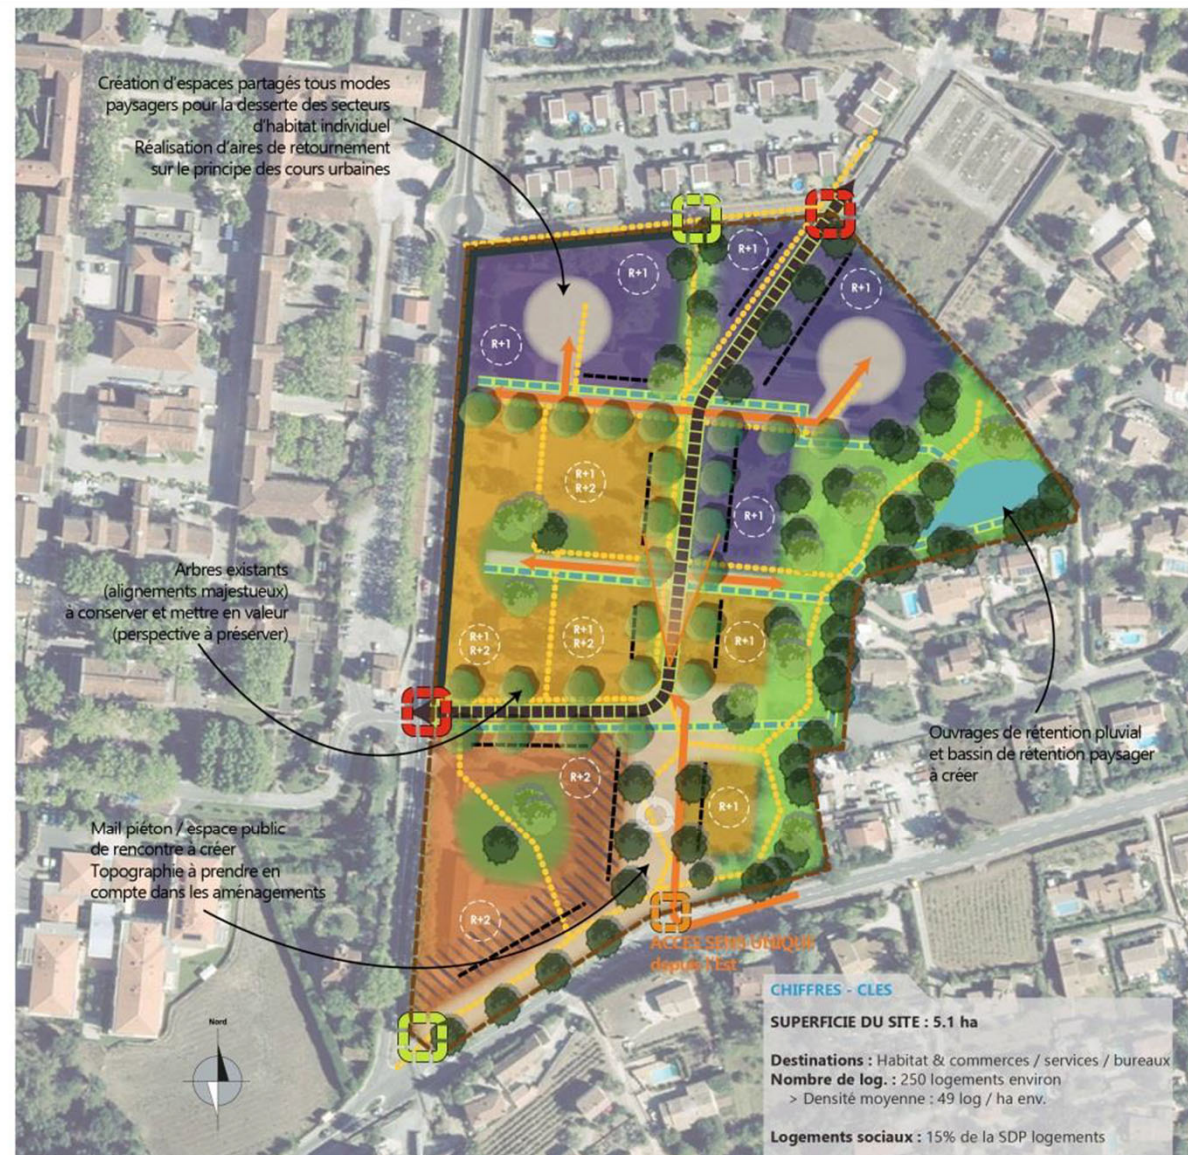 Création d'espaces partagés tous modes
paysagers pour la desserte des secteurs
d'habitat individuel
Réalisation d'aires de retournement
sur le principe des cours urbaines
R+1
R+1
R+1
R+1
R+1
R+2
R+1
Arbres existants
(alignements majestueux)
à conserver et mettre en valeur
(perspective à préserver)
R+1
R+2
R+1
R+2
R+1
Ouvrages de rétention pluvial
et bassin de rétention paysager
à créer
R+2
R+1
Mail piéton / espace public
de rencontre à créer
Topographie à prendre en
compte dans les aménagements
R+2
ACCES SENS UNIQUE
depuis l'Est
Nord
CHIFFRES - CLES
SUPERFICIE DU SITE : 5.1 ha
Destinations : Habitat & commerces / services / bureaux
Nombre de log. : 250 logements environ
> Densité moyenne : 49 log / ha env.
Logements sociaux : 15% de la SDP logements